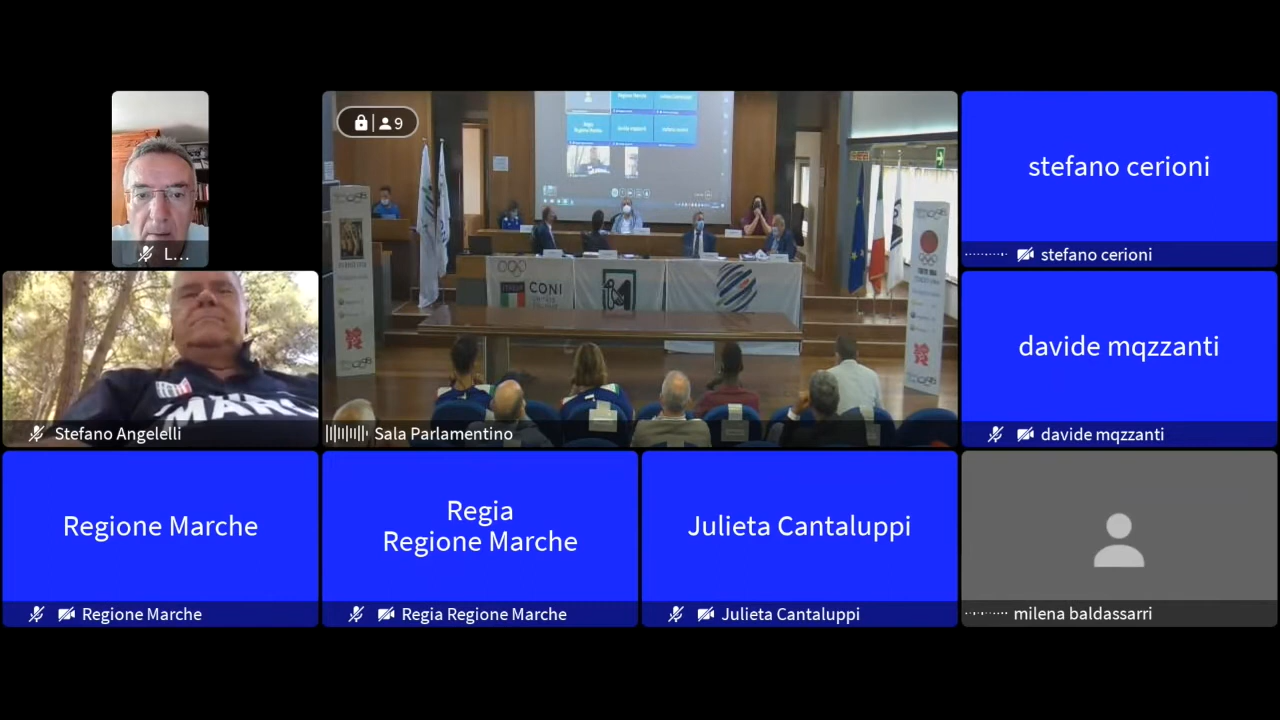 9
L...
Stefano Angelelli
ITALIA
CONI
Sala Parlamentino
stefano cerioni
stefano cerioni
davide mqzzanti
davide mqzzanti
Regione Marche
Regione Marche
Regia
Regione Marche
Regia Regione Marche
Julieta Cantaluppi
Julieta Cantaluppi
milena baldassarri